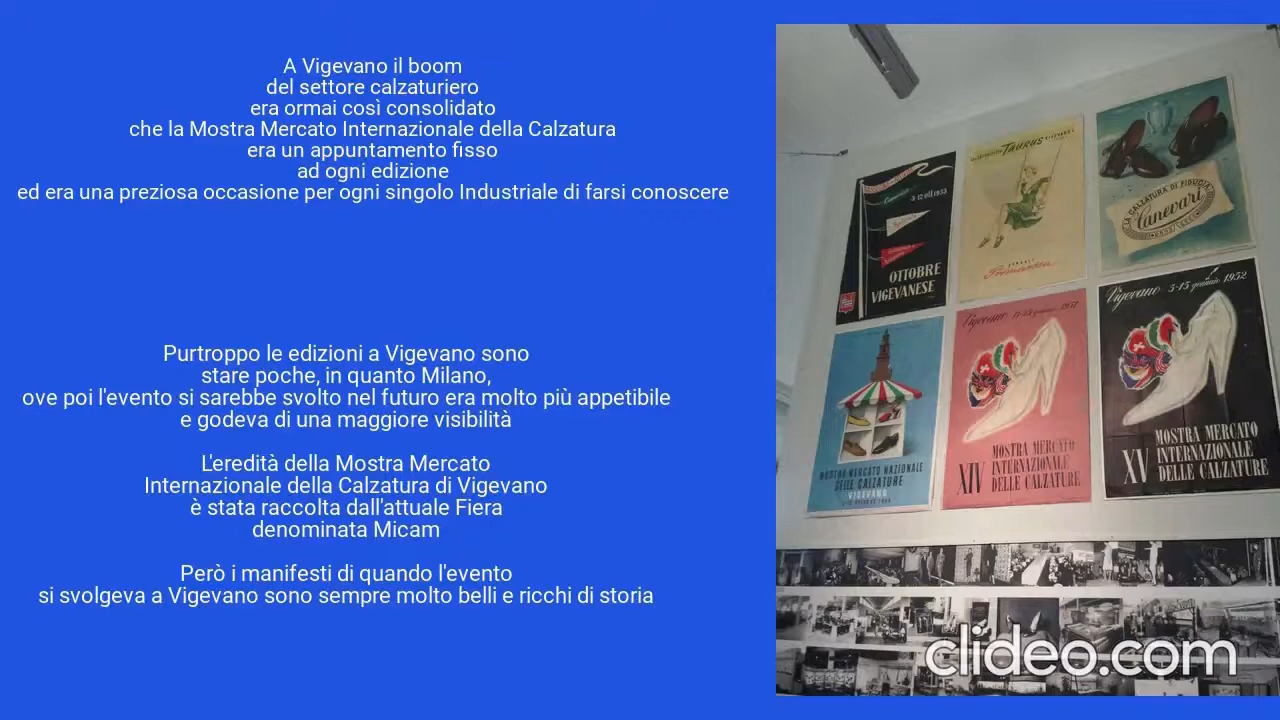 A Vigevano il boom
del settore calzaturiero
era ormai così consolidato
che la Mostra Mercato Internazionale della Calzatura
era un appuntamento fisso
ad ogni edizione
ed era una preziosa occasione per ogni singolo Industriale di farsi conoscere
Purtroppo le edizioni a Vigevano sono
stare poche, in quanto Milano,
ove poi l'evento si sarebbe svolto nel futuro era molto più appetibile
e godeva di una maggiore visibilità
L'eredità della Mostra Mercato
Internazionale della Calzatura di Vigevano
è stata raccolta dall'attuale Fiera
denominata Micam
Però i manifesti di quando l'evento
si svolgeva a Vigevano sono sempre molto belli e ricchi di storia
OTTOBRE
VIGEVANESE
Taurus
Primarosa
LA CALZATURA DI FIDUCIA
Canevari
MOSTRA MERCATO NAZIONALE
DELLE CALZATURE
VIGEVANO
Vigevano
XIV MOSTRA MERCATO
INTERNAZIONALE
DELLE CALZATURE
Vigevano 5-15 gennaio 1952
XV MOSTRA MERCATO
INTERNAZIONALE
DELLE CALZATURE
clideo.com